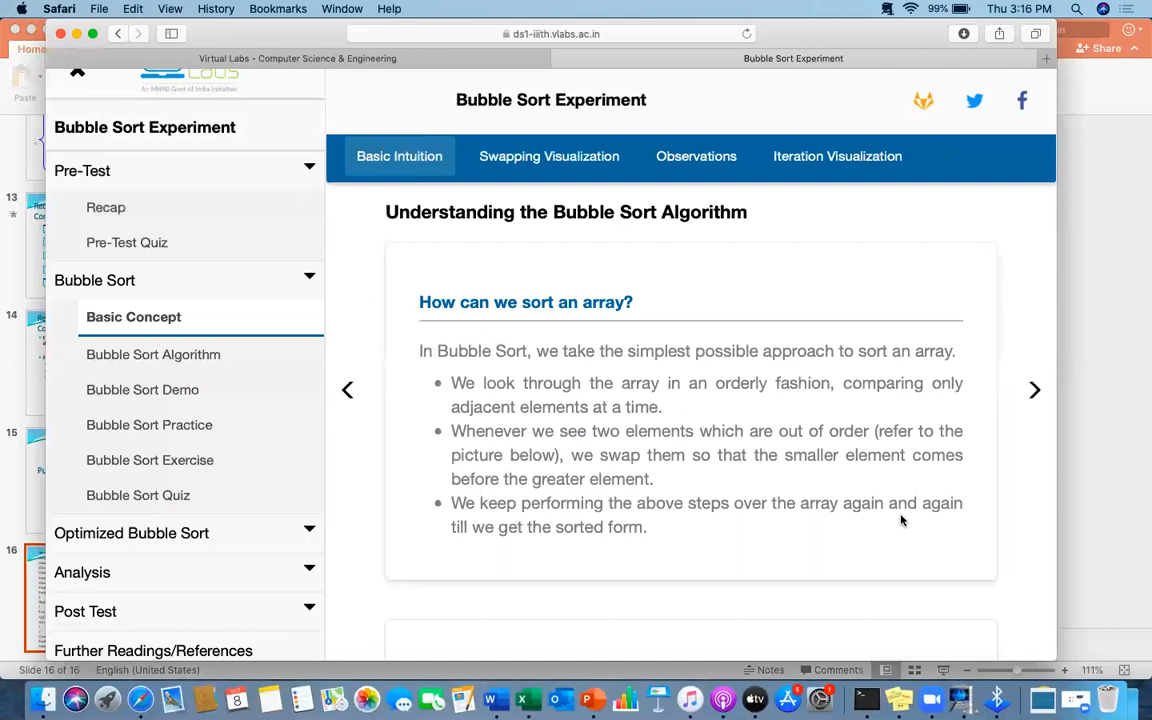 Safari File Edit View History Bookmarks Window Help 99% Thu 3:16 PM
ds1-iiith.vlabs.ac.in
Home
Share
Virtual Labs - Computer Science & Engineering
Bubble Sort Experiment
Paste
An MHRD Govt of India Initiative
Bubble Sort Experiment
Bubble Sort Experiment
Pre-Test
Recap
Pre-Test Quiz
Bubble Sort
Basic Concept
Bubble Sort Algorithm
Bubble Sort Demo
Bubble Sort Practice
Bubble Sort Exercise
Bubble Sort Quiz
Optimized Bubble Sort
Analysis
Post Test
Further Readings/References
Basic Intuition Swapping Visualization Observations Iteration Visualization
Understanding the Bubble Sort Algorithm
How can we sort an array?
In Bubble Sort, we take the simplest possible approach to sort an array.
• We look through the array in an orderly fashion, comparing only
adjacent elements at a time.
• Whenever we see two elements which are out of order (refer to the
picture below), we swap them so that the smaller element comes
before the greater element.
• We keep performing the above steps over the array again and again
till we get the sorted form.
13
14
15
16
Slide 16 of 16 English (United States) Notes Comments 111%